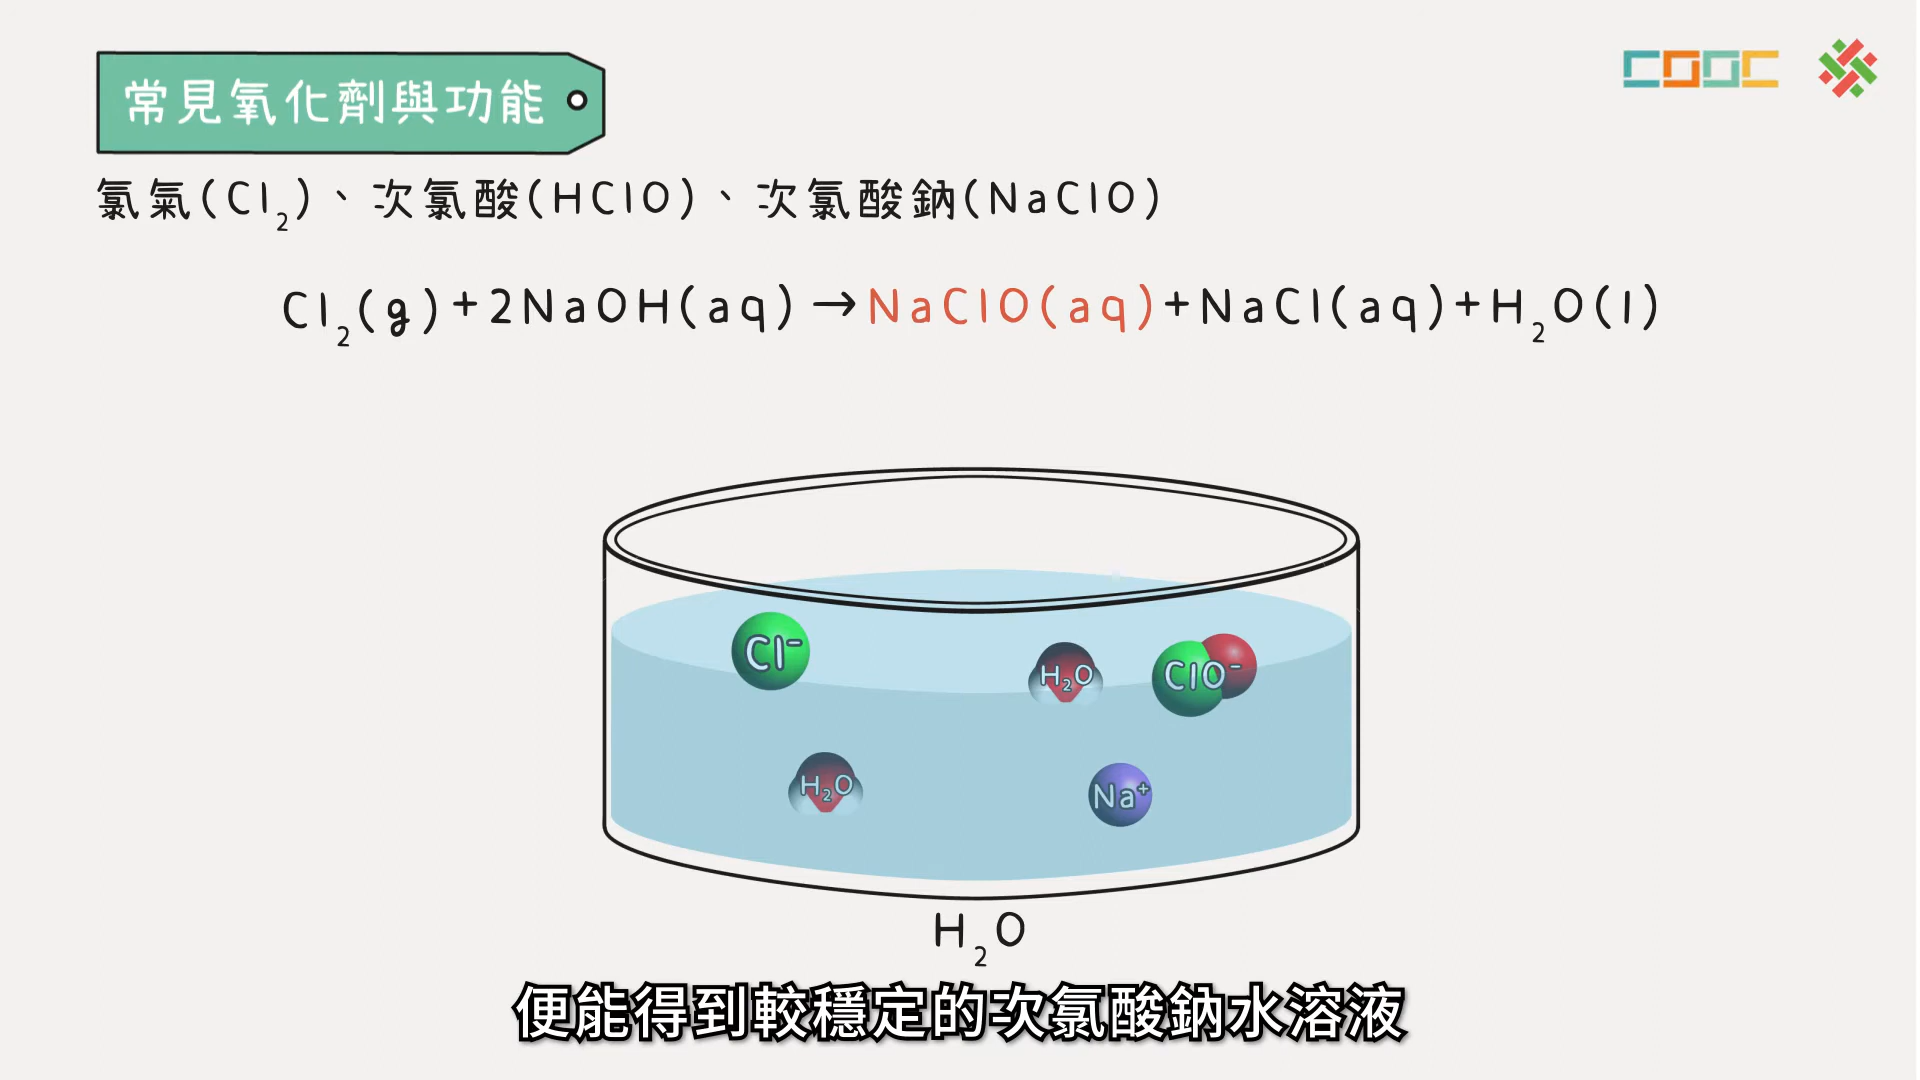 常見氧化劑與功能
COOC
氯氣(Cl₂)、次氯酸(HClO)、次氯酸鈉(NaClO)
Cl₂(g)+2NaOH(aq)→NaClO(aq)+NaCl(aq)+H₂O(l)
Cl⁻
H₂O
ClO⁻
H₂O
Na⁺
H₂O
便能得到較穩定的次氯酸鈉水溶液